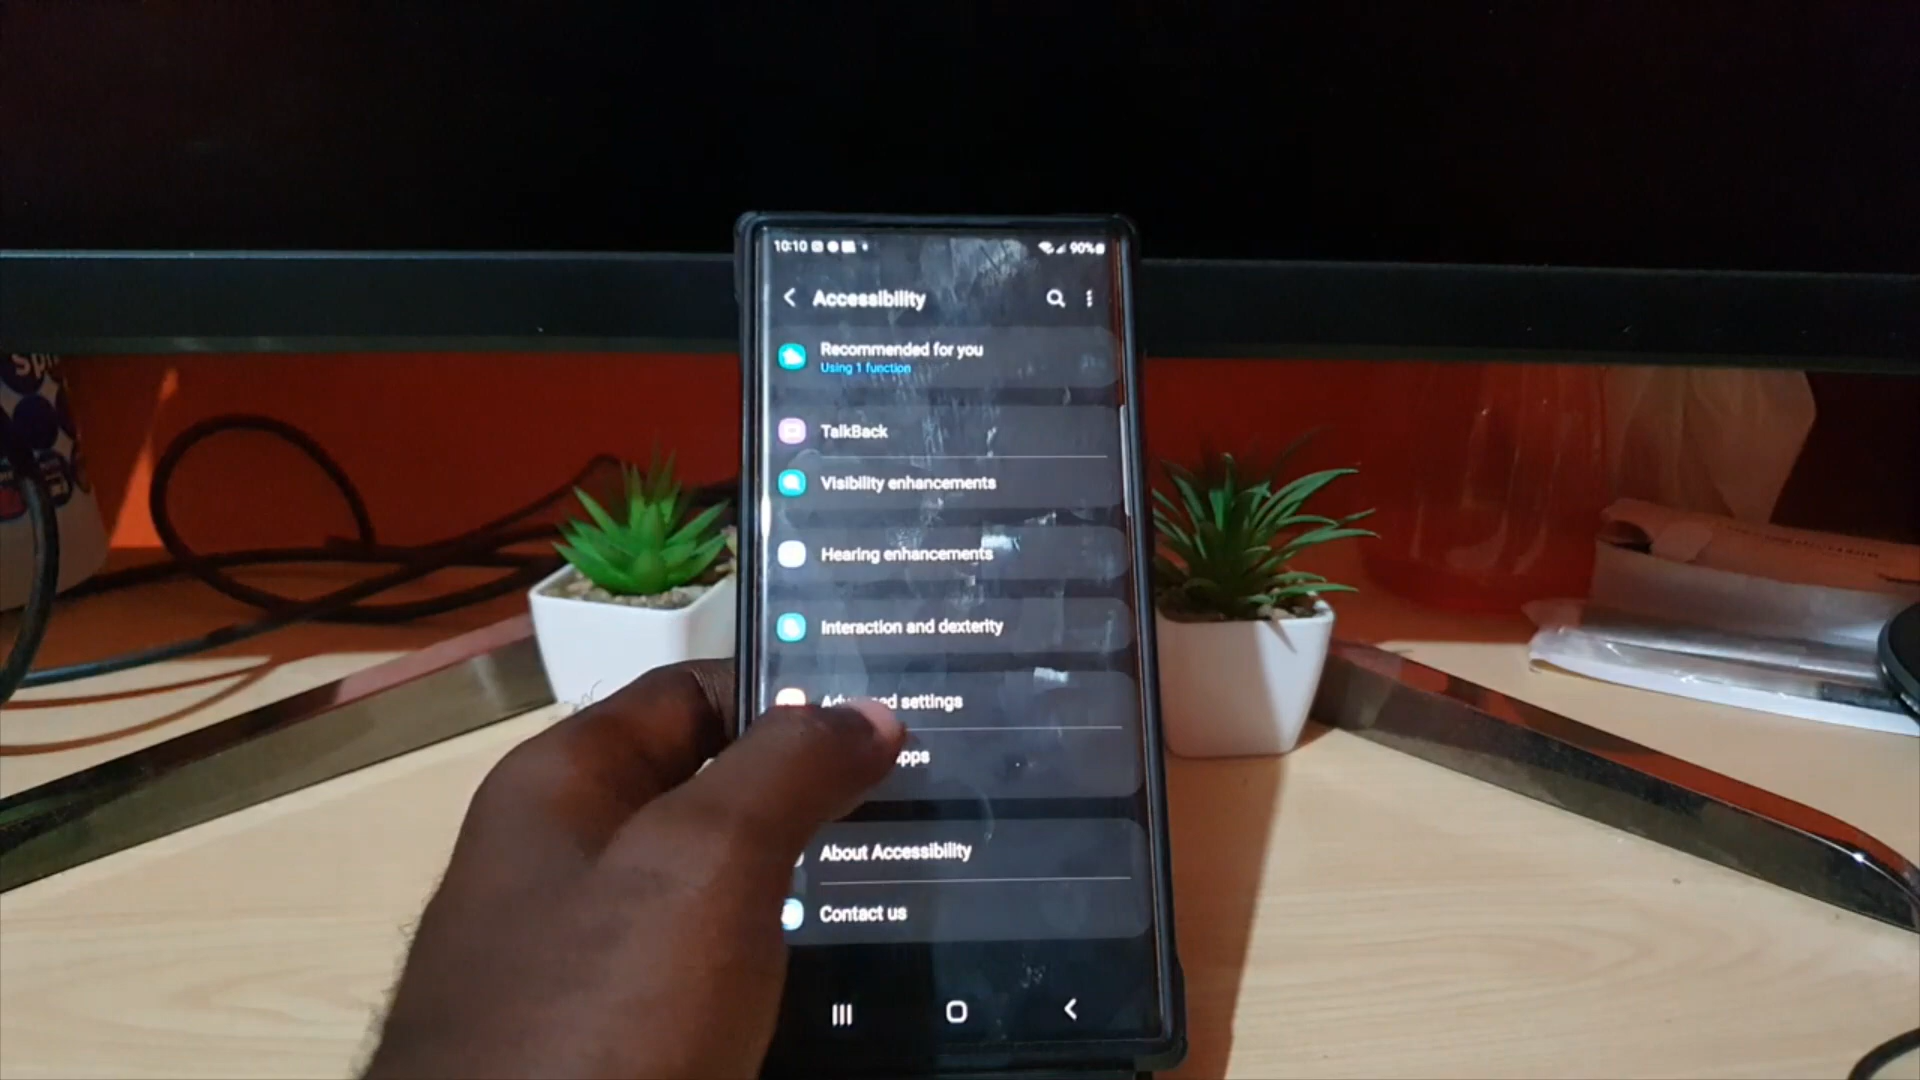 10:10 90%
Accessibility
Recommended for you
Using 1 function
TalkBack
Visibility enhancements
Hearing enhancements
Interaction and dexterity
settings
About Accessibility
Contact us